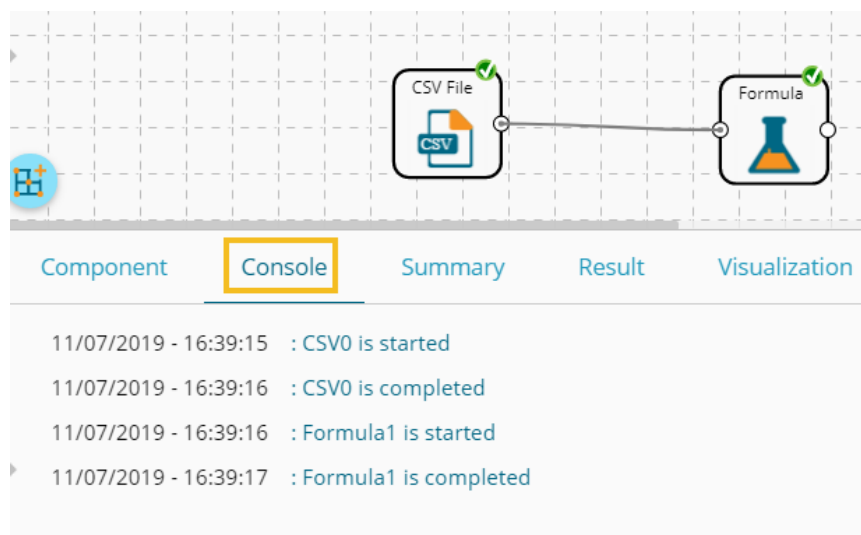 CSV File
Formula
CSV
Component Console Summary Result Visualization
11/07/2019 - 16:39:15 : CSV0 is started
11/07/2019 - 16:39:16 : CSV0 is completed
11/07/2019 - 16:39:16 : Formula1 is started
11/07/2019 - 16:39:17 : Formula1 is completed